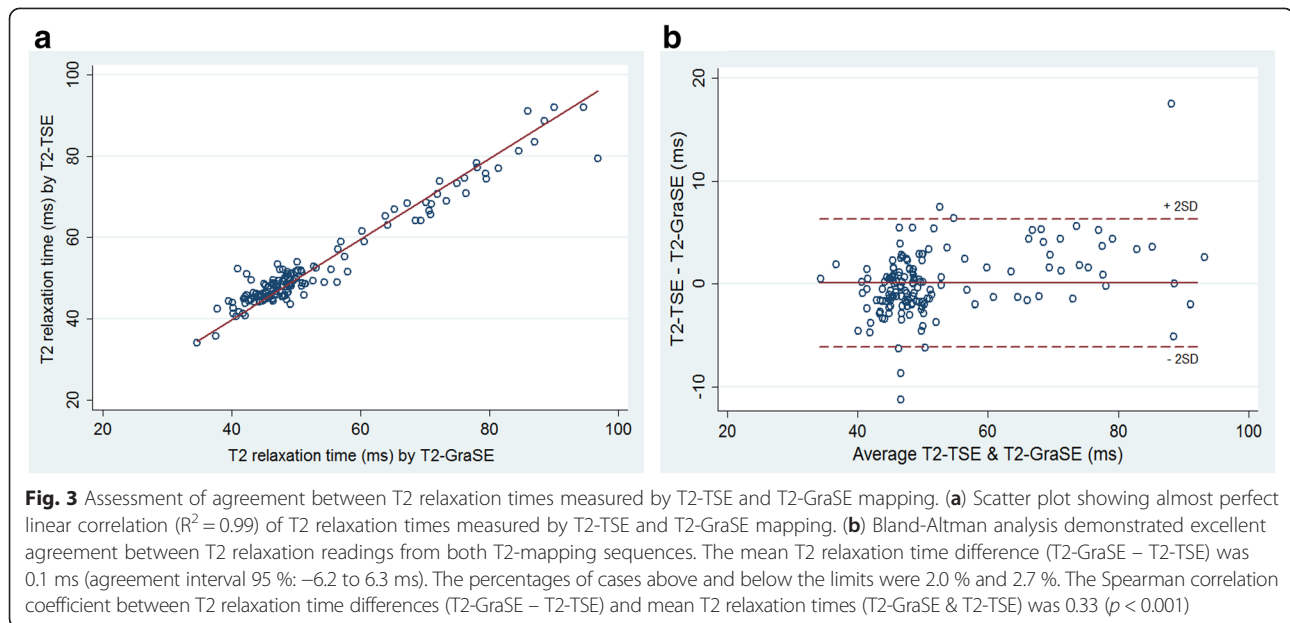 a
b
100
80
60
40
20
T2 relaxation time (ms) by T2-TSE
20 40 60 80 100
T2 relaxation time (ms) by T2-GraSE
20
10
0
-10
T2-TSE - T2-GraSE (ms)
+ 2SD
- 2SD
20 40 60 80 100
Average T2-TSE & T2-GraSE (ms)
Fig. 3 Assessment of agreement between T2 relaxation times measured by T2-TSE and T2-GraSE mapping. (a) Scatter plot showing almost perfect
linear correlation (R² = 0.99) of T2 relaxation times measured by T2-TSE and T2-GraSE mapping. (b) Bland-Altman analysis demonstrated excellent
agreement between T2 relaxation readings from both T2-mapping sequences. The mean T2 relaxation time difference (T2-GraSE – T2-TSE) was
0.1 ms (agreement interval 95 %: −6.2 to 6.3 ms). The percentages of cases above and below the limits were 2.0 % and 2.7 %. The Spearman correlation
coefficient between T2 relaxation time differences (T2-GraSE – T2-TSE) and mean T2 relaxation times (T2-GraSE & T2-TSE) was 0.33 (p < 0.001)